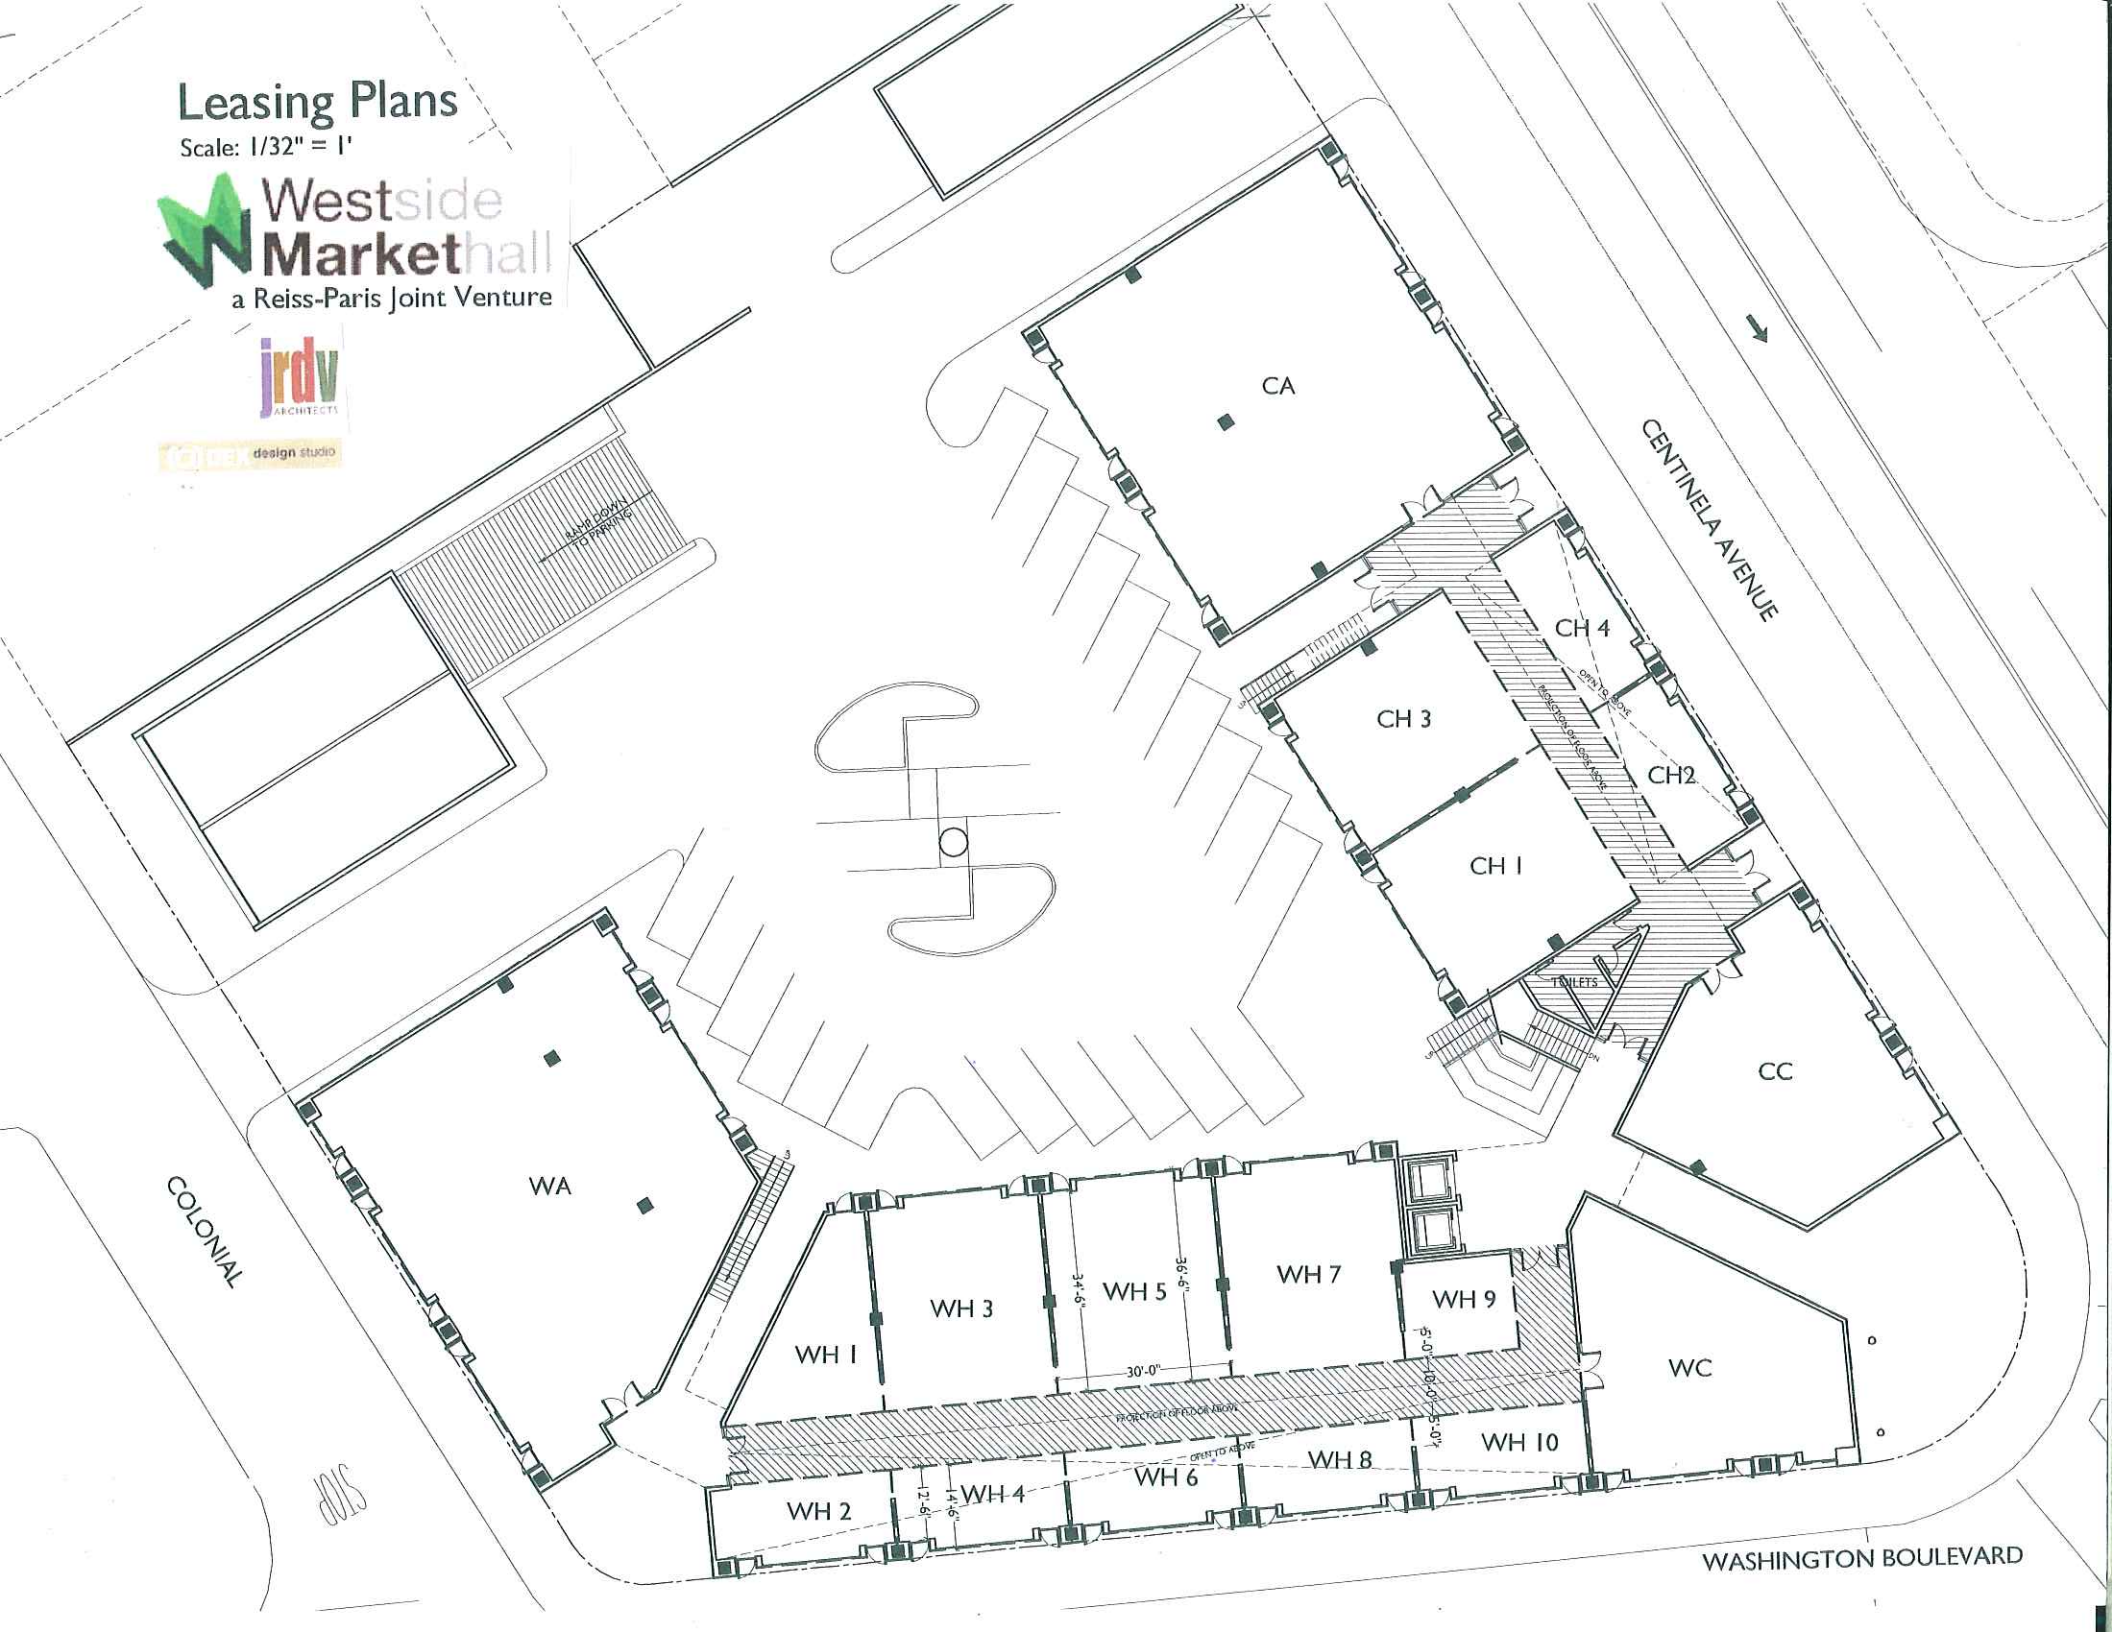 Leasing Plans
Scale: 1/32" = 1'
Westside
Markethall
a Reiss-Paris Joint Venture
jrdv
ARCHITECTS
design studio
RAMP DOWN
TO PARKING
CA
CENTINELA AVENUE
CH 4
OPEN TO ABOVE
PROJECTION OF FLOOR ABOVE
CH 3
CH2
CH 1
UP
TOILETS
UP
DN
CC
WA
COLONIAL
STOP
WH 1
WH 3
WH 5
34'-6"
36'-6"
30'-0"
WH 7
WH 9
5'-0"
10'-0"
5'-0"
WC
PROJECTION OF FLOOR ABOVE
OPEN TO ABOVE
WH 2
12'-6"
14'-6"
WH 4
WH 6
WH 8
WH 10
WASHINGTON BOULEVARD